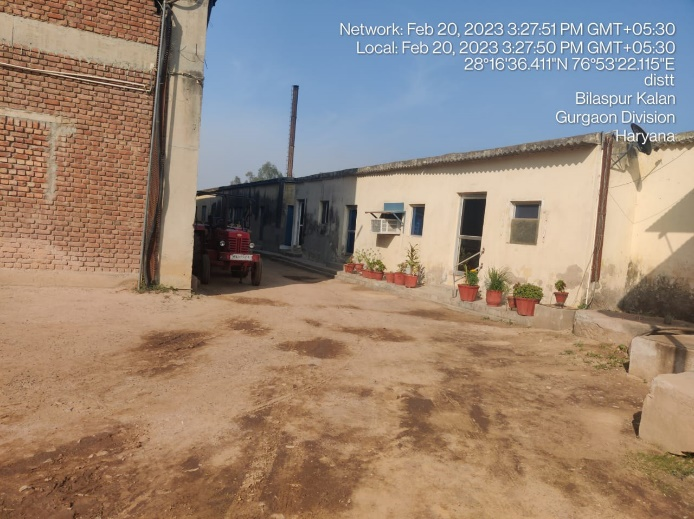 Network: Feb 20, 2023 3:27:51 PM GMT+05:30
Local: Feb 20, 2023 3:27:50 PM GMT+05:30
28°16'36.411"N 76°53'22.115"E
distt
Bilaspur Kalan
Gurgaon Division
Haryana